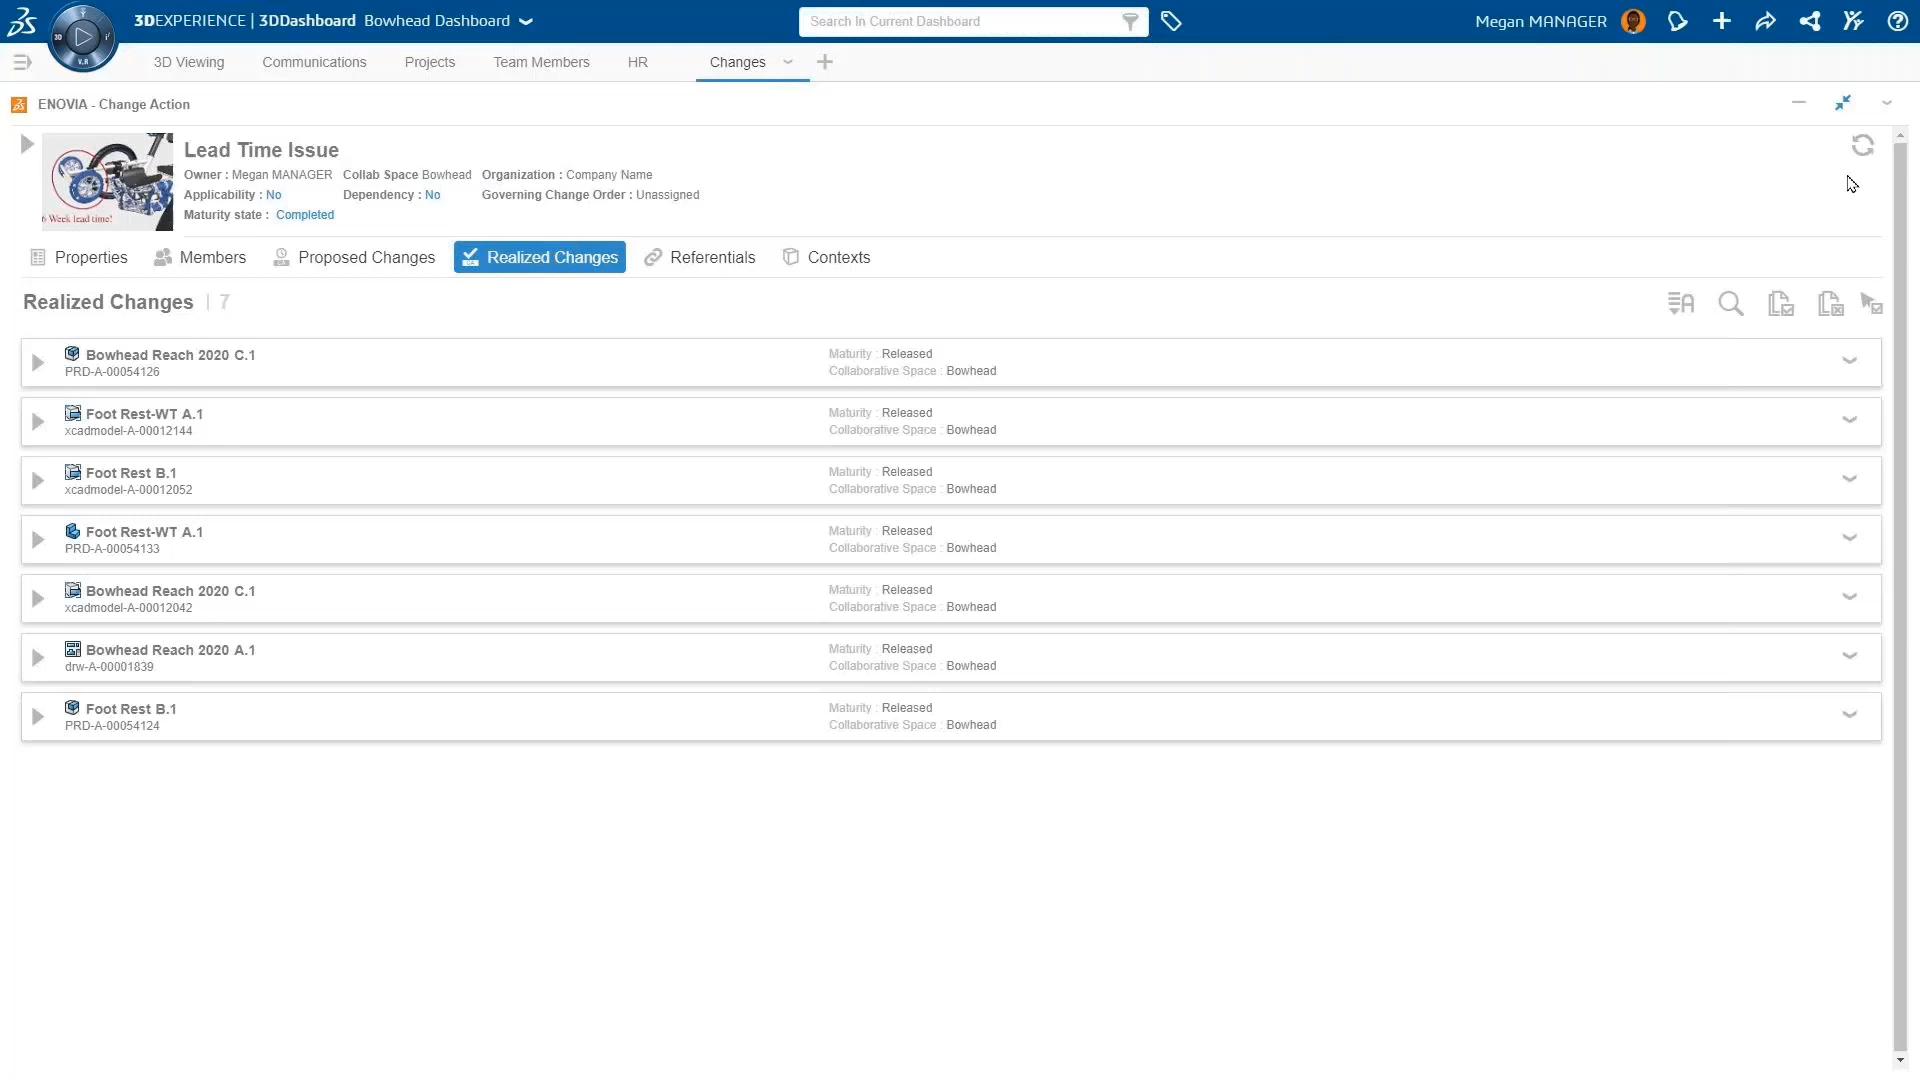 3DEXPERIENCE | 3DDashboard Bowhead Dashboard
Search In Current Dashboard
Megan MANAGER
3D
V.R
3D Viewing Communications Projects Team Members HR Changes
ENOVIA - Change Action
Lead Time Issue
Owner : Megan MANAGER Collab Space Bowhead Organization : Company Name
Applicability : No Dependency : No Governing Change Order : Unassigned
Maturity state : Completed
6 Week lead time!
Properties Members Proposed Changes Realized Changes Referentials Contexts
Realized Changes | 7
Bowhead Reach 2020 C.1
PRD-A-00054126
Maturity : Released
Collaborative Space : Bowhead
Foot Rest-WT A.1
xcadmodel-A-00012144
Maturity : Released
Collaborative Space : Bowhead
Foot Rest B.1
xcadmodel-A-00012052
Maturity : Released
Collaborative Space : Bowhead
Foot Rest-WT A.1
PRD-A-00054133
Maturity : Released
Collaborative Space : Bowhead
Bowhead Reach 2020 C.1
xcadmodel-A-00012042
Maturity : Released
Collaborative Space : Bowhead
Bowhead Reach 2020 A.1
drw-A-00001839
Maturity : Released
Collaborative Space : Bowhead
Foot Rest B.1
PRD-A-00054124
Maturity : Released
Collaborative Space : Bowhead